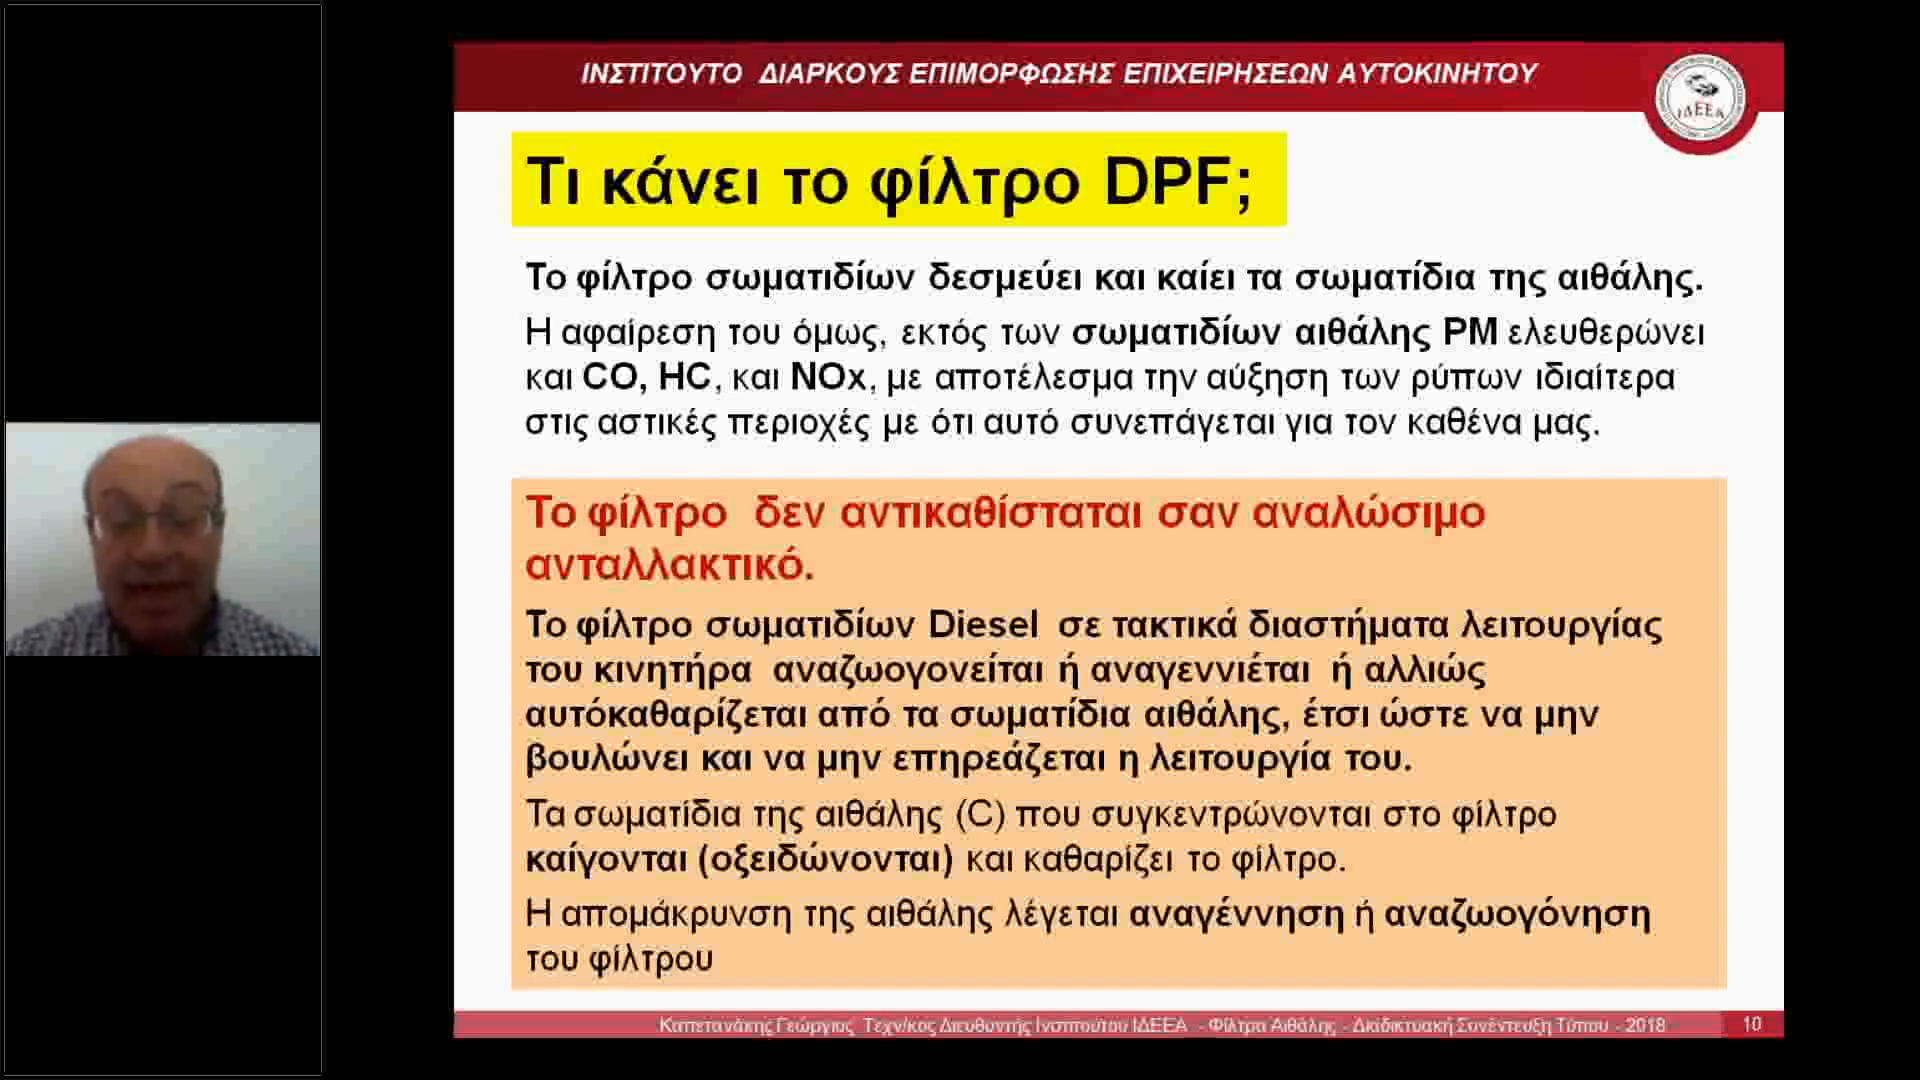 ΙΝΣΤΙΤΟΥΤΟ ΔΙΑΡΚΟΥΣ ΕΠΙΜΟΡΦΩΣΗΣ ΕΠΙΧΕΙΡΗΣΕΩΝ ΑΥΤΟΚΙΝΗΤΟΥ
ΙΔΕΕΑ
Τι κάνει το φίλτρο DPF;
Το φίλτρο σωματιδίων δεσμεύει και καίει τα σωματίδια της αιθάλης.
Η αφαίρεση του όμως, εκτός των σωματιδίων αιθάλης PM ελευθερώνει
και CO, HC, και NOx, με αποτέλεσμα την αύξηση των ρύπων ιδιαίτερα
στις αστικές περιοχές με ότι αυτό συνεπάγεται για τον καθένα μας.
Το φίλτρο δεν αντικαθίσταται σαν αναλώσιμο
ανταλλακτικό.
Το φίλτρο σωματιδίων Diesel σε τακτικά διαστήματα λειτουργίας
του κινητήρα αναζωογονείται ή αναγεννιέται ή αλλιώς
αυτόκαθαρίζεται από τα σωματίδια αιθάλης, έτσι ώστε να μην
βουλώνει και να μην επηρεάζεται η λειτουργία του.
Τα σωματίδια της αιθάλης (C) που συγκεντρώνονται στο φίλτρο
καίγονται (οξειδώνονται) και καθαρίζει το φίλτρο.
Η απομάκρυνση της αιθάλης λέγεται αναγέννηση ή αναζωογόνηση
του φίλτρου
Καπετανάκης Γεώργιος Τεχν/κος Διευθυντής Ινστιτούτου ΙΔΕΕΑ - Φίλτρα Αιθάλης - Διαδικτυακή Συνέντευξη Τύπου - 2018 10